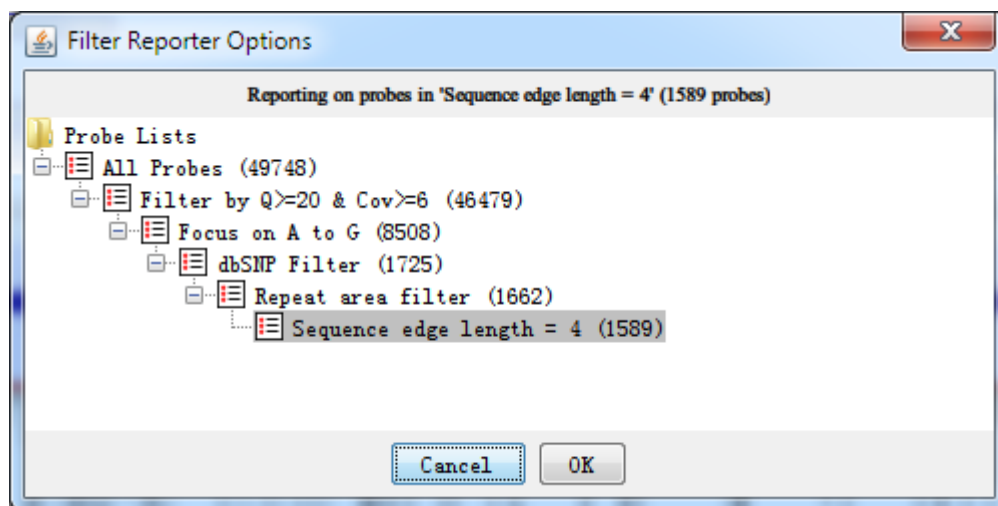 Filter Reporter Options
Reporting on probes in 'Sequence edge length = 4' (1589 probes)
Probe Lists
All Probes (49748)
Filter by Q>=20 & Cov>=6 (46479)
Focus on A to G (8508)
dbSNP Filter (1725)
Repeat area filter (1662)
Sequence edge length = 4 (1589)
Cancel OK